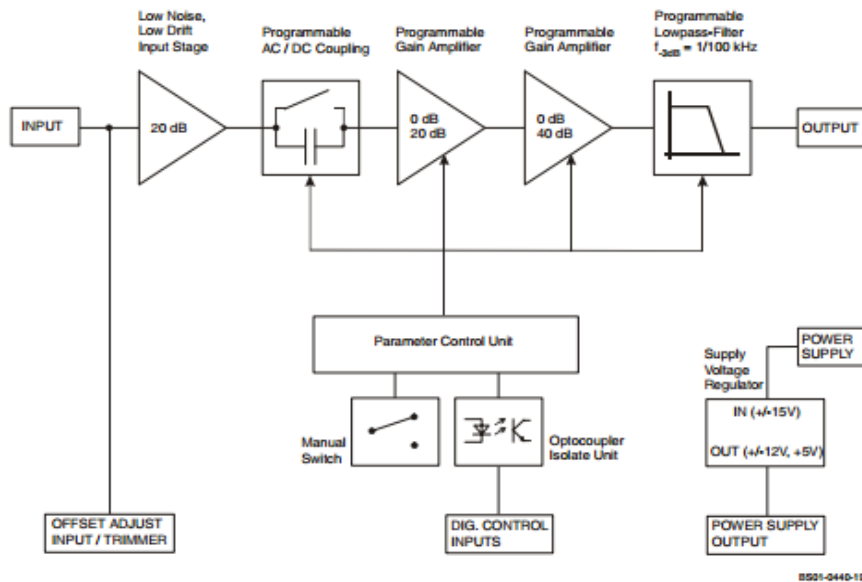 Low Noise,
Low Drift
Input Stage
Programmable
AC / DC Coupling
Programmable
Gain Amplifier
Programmable
Gain Amplifier
Programmable
Lowpass-Filter
f-3dB = 1/100 kHz
INPUT
20 dB
0 dB
20 dB
0 dB
40 dB
OUTPUT
Parameter Control Unit
Manual
Switch
Optocoupler
Isolate Unit
Supply
Voltage
Regulator
POWER
SUPPLY
IN (+/-15V)
OUT (+/-12V, +5V)
OFFSET ADJUST
INPUT / TRIMMER
DIG. CONTROL
INPUTS
POWER SUPPLY
OUTPUT